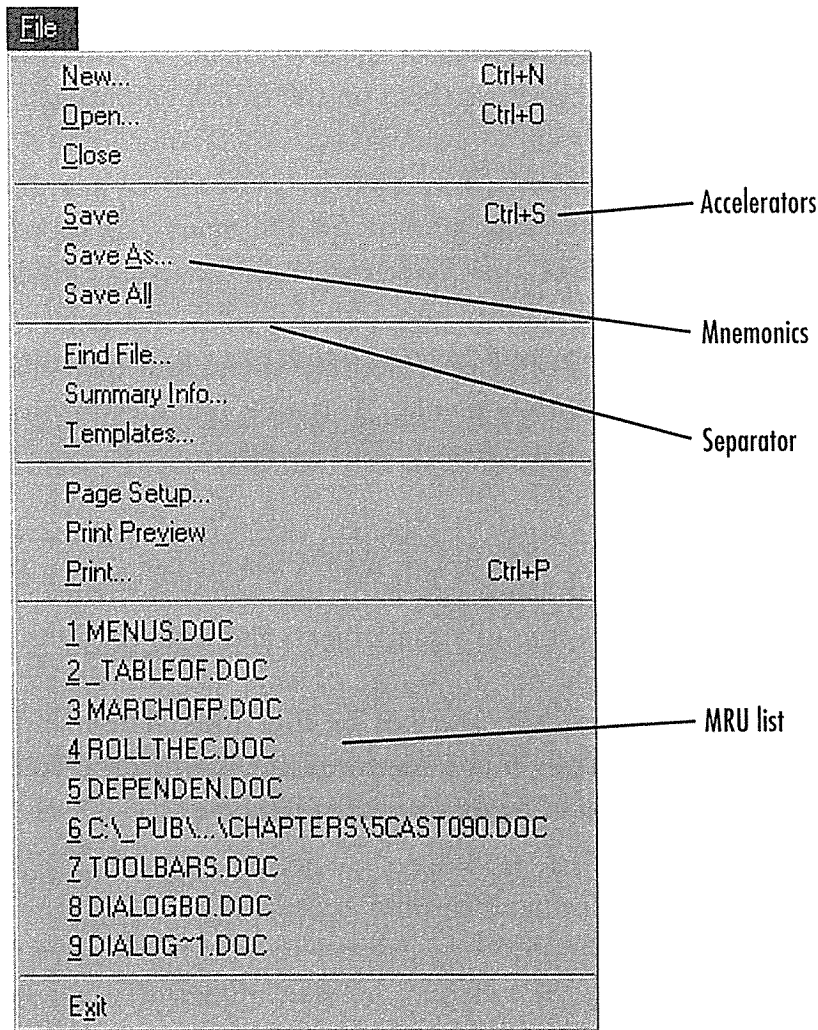 File
New... Ctrl+N
Open... Ctrl+O
Close
Save Ctrl+S
Accelerators
Save As...
Save All
Mnemonics
Find File...
Summary Info...
Templates...
Separator
Page Setup...
Print Preview
Print... Ctrl+P
1 MENUS.DOC
2 _TABLEOF.DOC
3 MARCHOFP.DOC
4 ROLLTHEC.DOC
MRU list
5 DEPENDEN.DOC
6 C:\_PUB\...\CHAPTERS\5CAST090.DOC
7 TOOLBARS.DOC
8 DIALOGBO.DOC
9 DIALOG~1.DOC
Exit